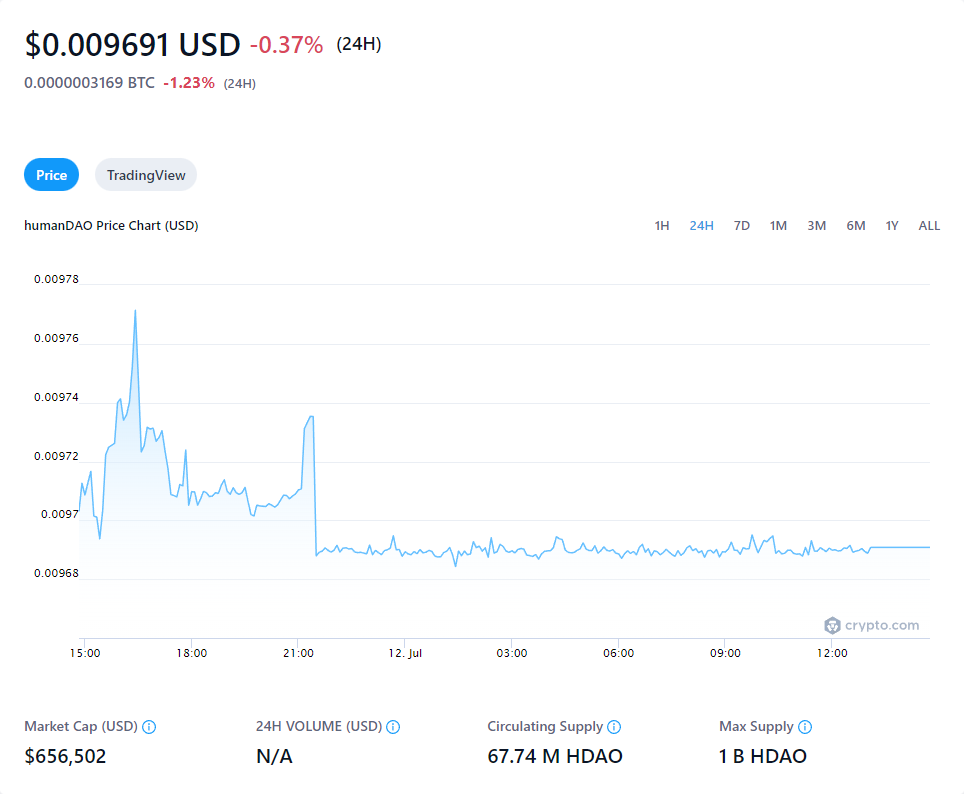 $0.009691 USD -0.37% (24H)
0.0000003169 BTC -1.23% (24H)
Price TradingView
humanDAO Price Chart (USD) 1H 24H 7D 1M 3M 6M 1Y ALL
0.00978
0.00976
0.00974
0.00972
0.0097
0.00968
crypto.com
15:00 18:00 21:00 12. Jul 03:00 06:00 09:00 12:00
Market Cap (USD) 24H VOLUME (USD) Circulating Supply Max Supply
$656,502 N/A 67.74 M HDAO 1 B HDAO